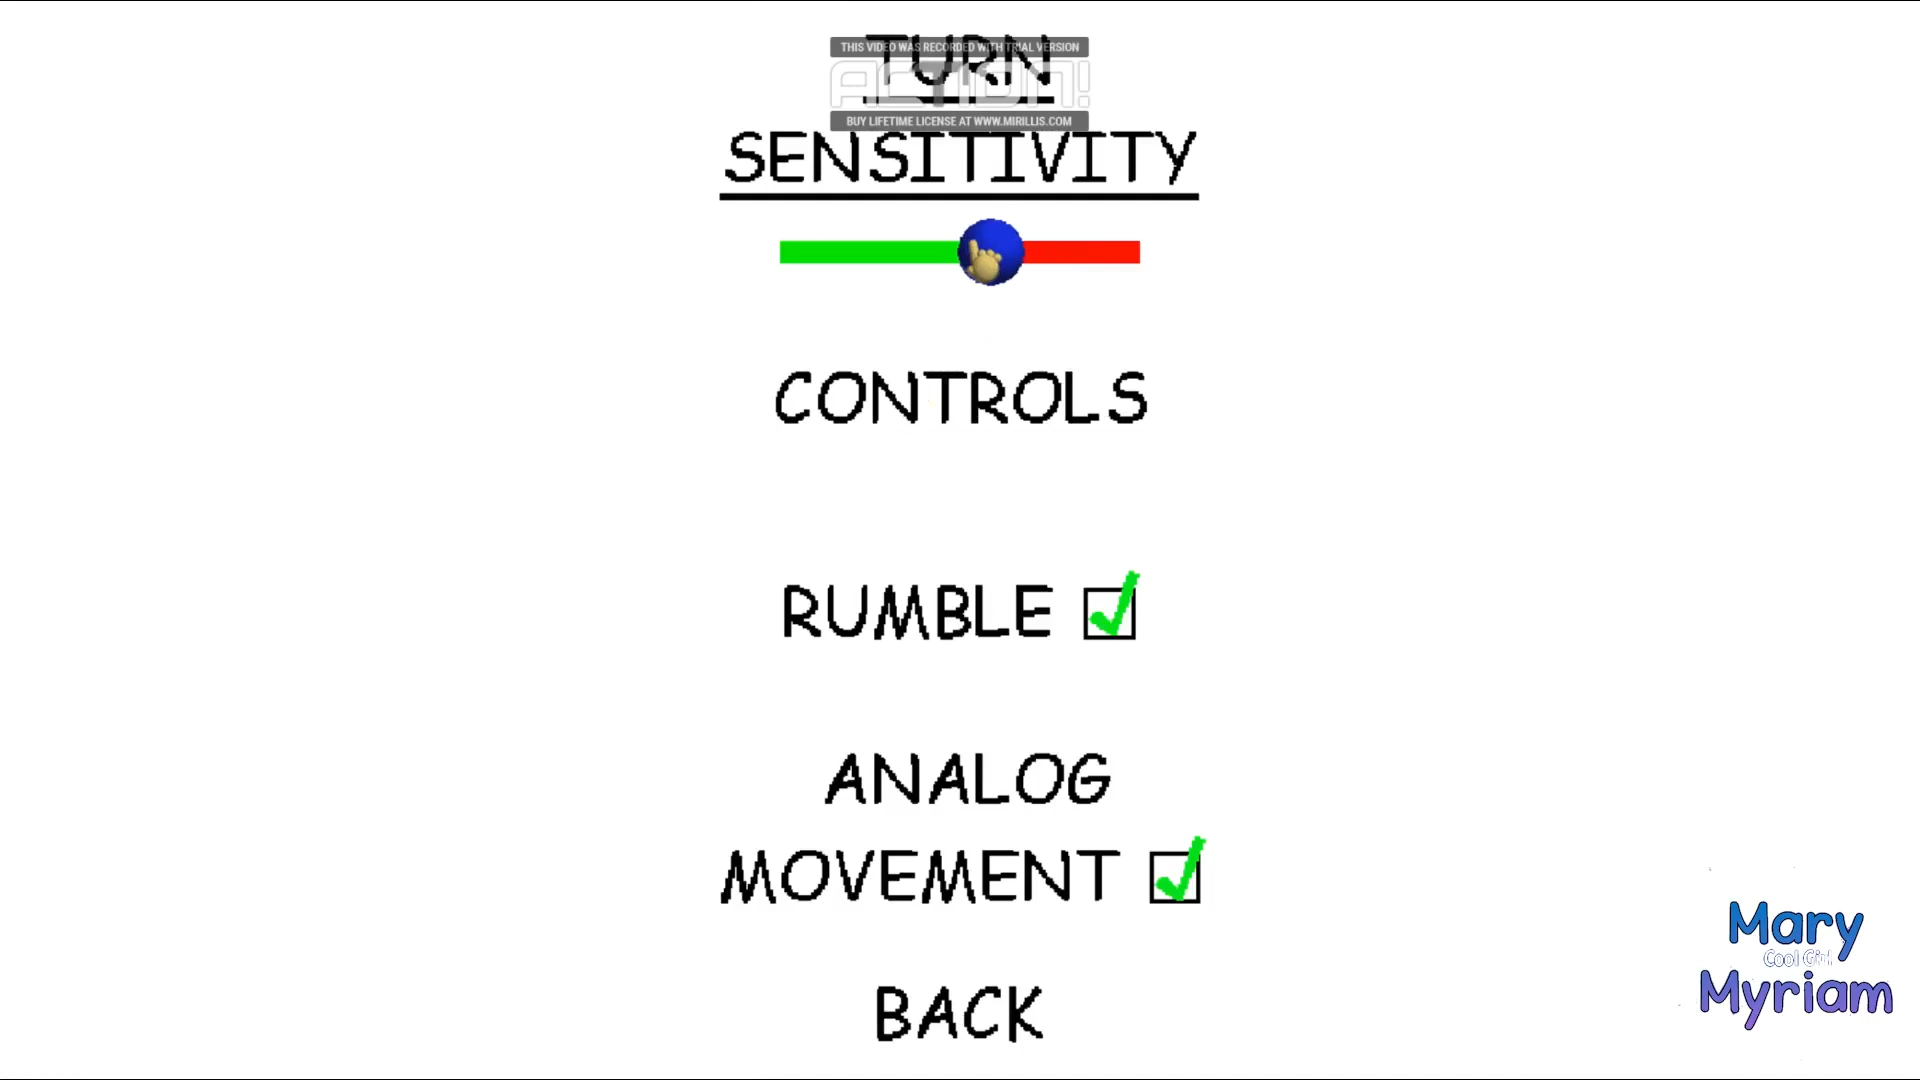 THIS VIDEO WAS RECORDED WITH TRIAL VERSION
TURN
ACTION!
BUY LIFETIME LICENSE AT WWW.MIRILLIS.COM
SENSITIVITY
CONTROLS
RUMBLE
ANALOG
MOVEMENT
BACK
Mary
Cool Girl
Myriam